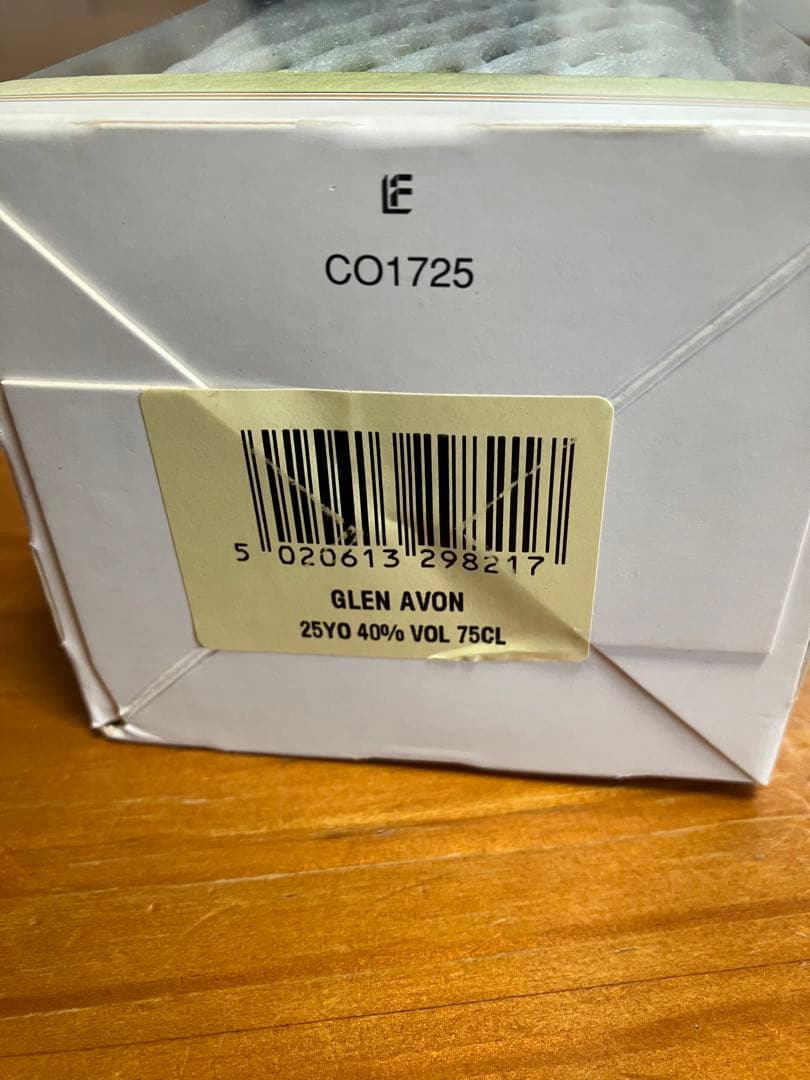 LF
CO1725
5 020613 298217
GLEN AVON
25YO 40% VOL 75CL